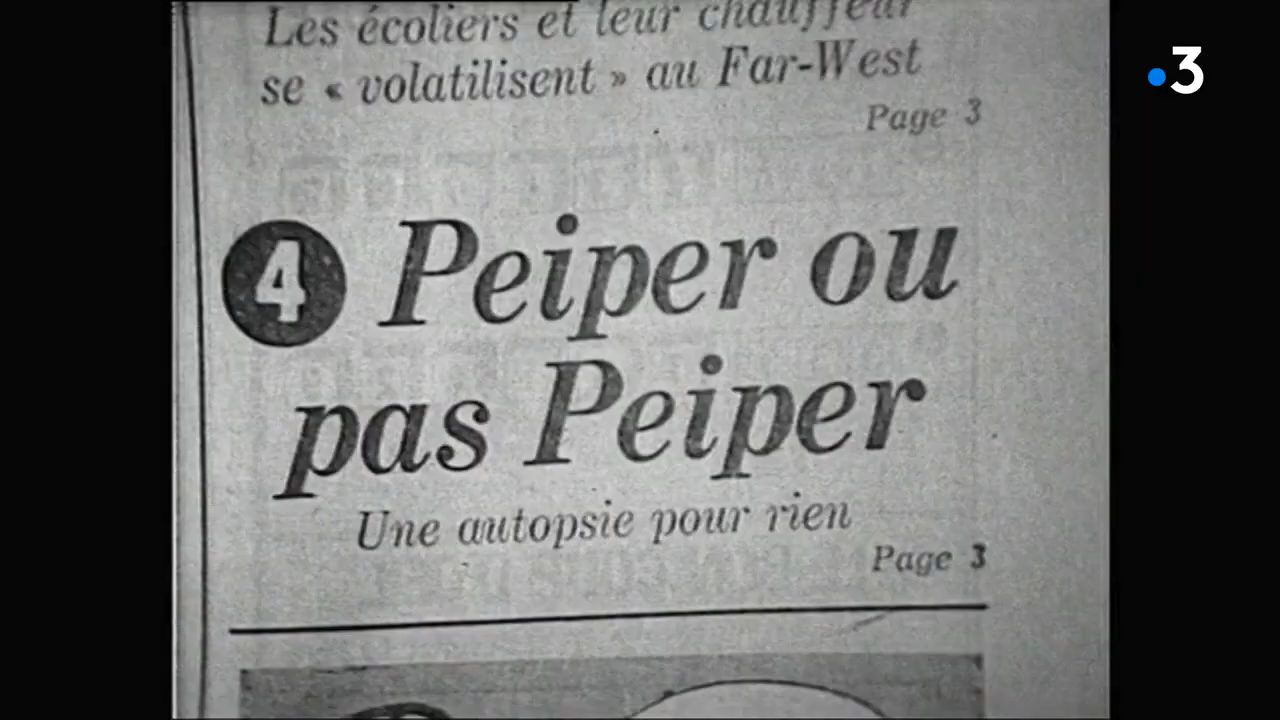 Les écoliers et leur chauffeur
se « volatilisent » au Far-West
Page 3
4 Peiper ou
pas Peiper
Une autopsie pour rien
Page 3
3